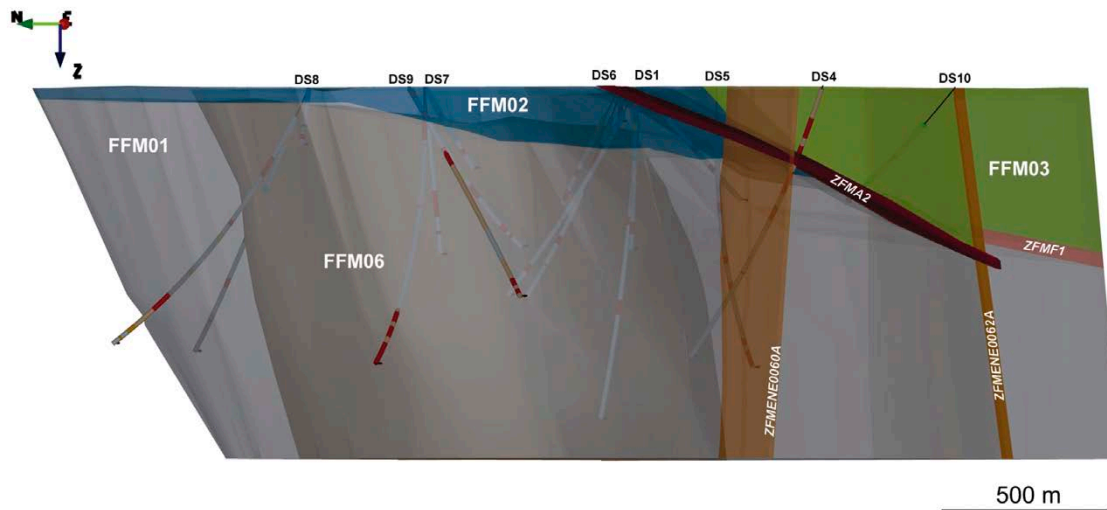 N E
Z
DS8 DS9 DS7 DS6 DS1 DS5 DS4 DS10
FFM02
FFM01
FFM03
ZFMA2
ZFMF1
FFM06
ZFMENE0060A
ZFMENE0062A
500 m